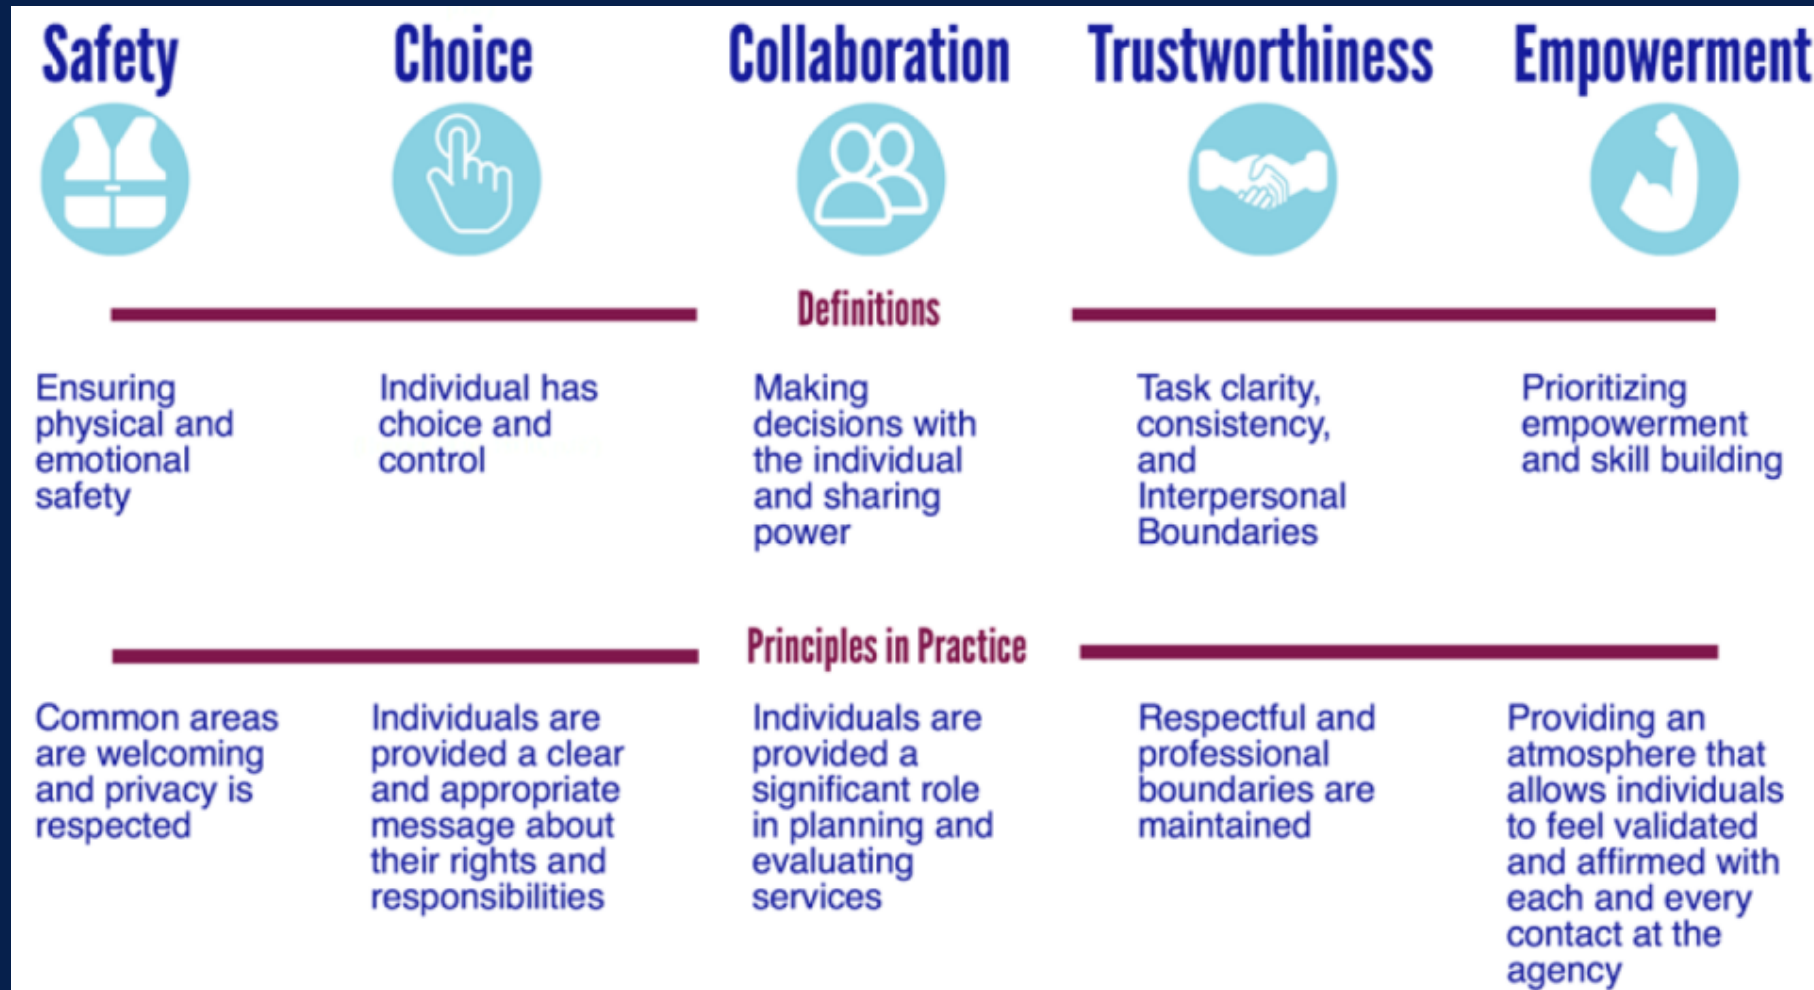 Safety
Choice
Collaboration
Trustworthiness
Empowerment
Definitions
Ensuring
physical and
emotional
safety
Individual has
choice and
control
Making
decisions with
the individual
and sharing
power
Task clarity,
consistency,
and
Interpersonal
Boundaries
Prioritizing
empowerment
and skill building
Principles in Practice
Common areas
are welcoming
and privacy is
respected
Individuals are
provided a clear
and appropriate
message about
their rights and
responsibilities
Individuals are
provided a
significant role
in planning and
evaluating
services
Respectful and
professional
boundaries are
maintained
Providing an
atmosphere that
allows individuals
to feel validated
and affirmed with
each and every
contact at the
agency